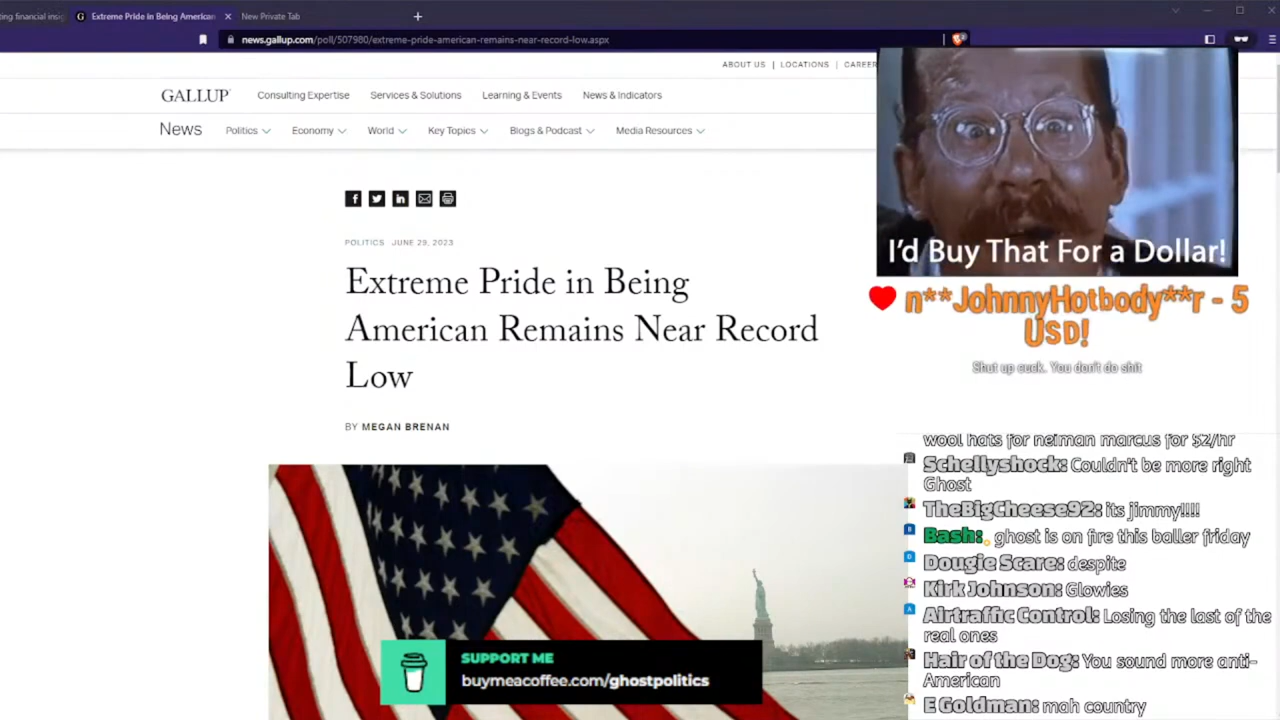 ting financial insig
G Extreme Pride in Being American
New Private Tab
news.gallup.com/poll/507980/extreme-pride-american-remains-near-record-low.aspx
ABOUT US | LOCATIONS | CAREER
GALLUP Consulting Expertise Services & Solutions Learning & Events News & Indicators
News Politics Economy World Key Topics Blogs & Podcast Media Resources
POLITICS JUNE 29, 2023
Extreme Pride in Being
American Remains Near Record
Low
BY MEGAN BRENAN
SUPPORT ME
buymeacoffee.com/ghostpolitics
I'd Buy That For a Dollar!
n**JohnnyHotbody**r - 5
USD!
Shut up cuck. You don't do shit
wool hats for neiman marcus for $2/hr
Schellyshock: Couldn't be more right
Ghost
TheBigCheese92: its jimmy!!!!
Bash: ghost is on fire this baller friday
Dougie Scare: despite
Kirk Johnson: Glowies
Airtraffic Control: Losing the last of the
real ones
Hair of the Dog: You sound more anti-
American
E Goldman: mah country